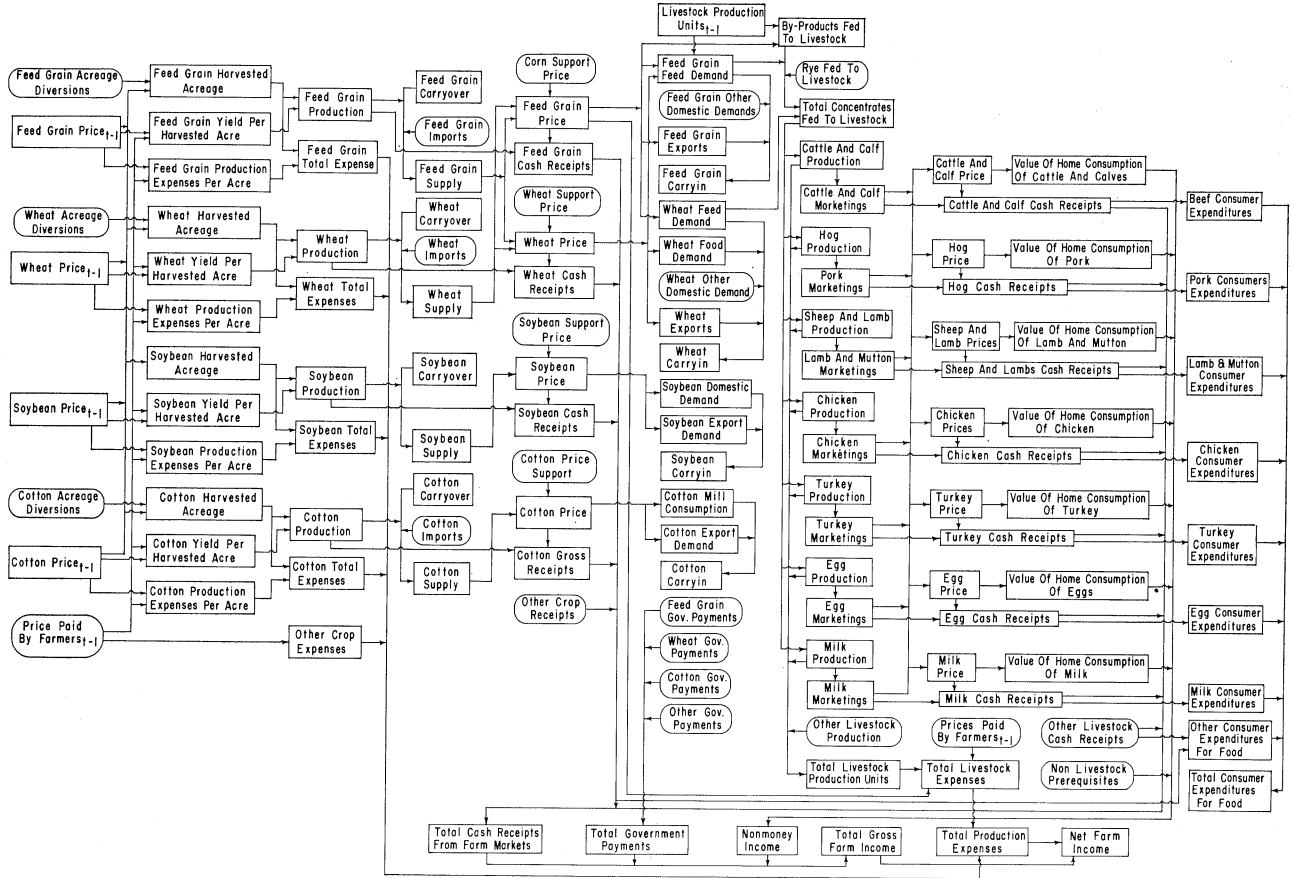 Livestock Production
Units t-1
By-Products Fed
To Livestock
Feed Grain Acreage
Diversions
Feed Grain Harvested
Acreage
Feed Grain
Production
Feed Grain
Carryover
Corn Support
Price
Feed Grain
Feed Demand
Rye Fed To
Livestock
Feed Grain Price t-1
Feed Grain Yield Per
Harvested Acre
Feed Grain
Imports
Feed Grain
Price
Feed Grain Other
Domestic Demands
Total Concentrates
Fed To Livestock
Feed Grain
Total Expense
Feed Grain
Cash Receipts
Feed Grain
Exports
Cattle And Calf
Production
Cattle And
Calf Price
Value Of Home Consumption
Of Cattle And Calves
Feed Grain Production
Expenses Per Acre
Feed Grain
Supply
Feed Grain
Carryin
Cattle And Calf
Morketings
Cattle And Calf Cash Receipts
Beef Consumer
Expenditures
Wheat Acreage
Diversions
Wheat Harvested
Acreage
Wheat
Production
Wheat
Carryover
Wheat Support
Price
Wheat Feed
Demand
Hog
Production
Hog
Price
Value Of Home Consumption
Of Pork
Wheat Price t-1
Wheat Yield Per
Harvested Acre
Wheat
Imports
Wheat Price
Wheat Food
Demand
Pork
Marketings
Hog Cash Receipts
Pork Consumers
Expenditures
Wheat Total
Expenses
Wheat Cash
Receipts
Wheat Other
Domestic Demand
Wheat Production
Expenses Per Acre
Wheat
Supply
Wheat
Exports
Sheep And Lamb
Production
Sheep And
Lamb Prices
Value Of Home Consumption
Of Lamb And Mutton
Soybean Support
Price
Wheat
Carryin
Lamb And Mutton
Marketings
Sheep And Lambs Cash Receipts
Lamb & Mutton
Consumer
Expenditures
Soybean Harvested
Acreage
Soybean
Production
Soybean
Carryover
Soybean
Price
Soybean Domestic
Demand
Chicken
Production
Chicken
Prices
Value Of Home Consumption
Of Chicken
Soybean Price t-1
Soybean Yield Per
Harvested Acre
Soybean Cash
Receipts
Soybean Export
Demand
Chicken
Marketings
Chicken Cash Receipts
Chicken
Consumer
Expenditures
Soybean Total
Expenses
Soybean Production
Expenses Per Acre
Soybean
Supply
Cotton Price
Support
Soybean
Corryin
Cotton Acreage
Diversions
Cotton Harvested
Acreage
Cotton
Production
Cotton
Carryover
Cotton Price
Cotton Mill
Consumption
Turkey
Production
Turkey
Price
Value Of Home Consumption
Of Turkey
Cotton Price t-1
Cotton Yield Per
Harvested Acre
Cotton
Imports
Cotton Gross
Receipts
Cotton Export
Demand
Turkey
Marketings
Turkey Cash Receipts
Turkey
Consumer
Expenditures
Cotton Total
Expenses
Cotton Production
Expenses Per Acre
Cotton
Supply
Cotton
Carryin
Egg
Production
Egg
Price
Value Of Home Consumption
Of Eggs
Other Crop
Receipts
Feed Grain
Gov. Payments
Egg
Marketings
Egg Cash Receipts
Egg Consumer
Expenditures
Price Paid
By Farmers t-1
Other Crop
Expenses
Wheat Gov.
Payments
Milk
Production
Milk
Price
Value Of Home Consumption
Of Milk
Cotton Gov.
Payments
Milk
Marketings
Milk Cash Receipts
Milk Consumer
Expenditures
Other Gov.
Payments
Other Livestock
Production
Prices Paid
By Farmers t-1
Other Livestock
Cash Receipts
Other Consumer
Expenditures
For Food
Total Livestock
Production Units
Total Livestock
Expenses
Non Livestock
Prerequisites
Total Consumer
Expenditures
For Food
Total Cash Receipts
From Farm Markets
Total Government
Payments
Nonmoney
Income
Total Gross
Farm Income
Total Production
Expenses
Net Farm
Income